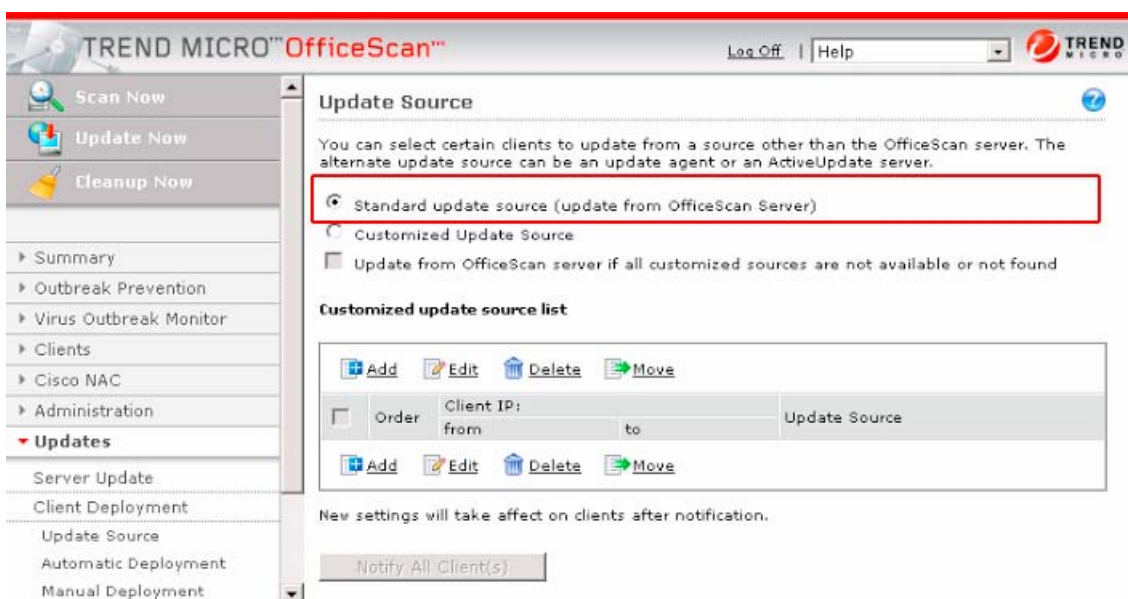 TREND MICRO™ OfficeScan™
Log Off | Help
TREND
MICRO
Scan Now
Update Now
Cleanup Now
Summary
Outbreak Prevention
Virus Outbreak Monitor
Clients
Cisco NAC
Administration
Updates
Server Update
Client Deployment
Update Source
Automatic Deployment
Manual Deployment
Update Source
You can select certain clients to update from a source other than the OfficeScan server. The
alternate update source can be an update agent or an ActiveUpdate server.
Standard update source (update from OfficeScan Server)
Customized Update Source
Update from OfficeScan server if all customized sources are not available or not found
Customized update source list
Add Edit Delete Move
Order Client IP: from to Update Source
Add Edit Delete Move
New settings will take affect on clients after notification.
Notify All Client(s)